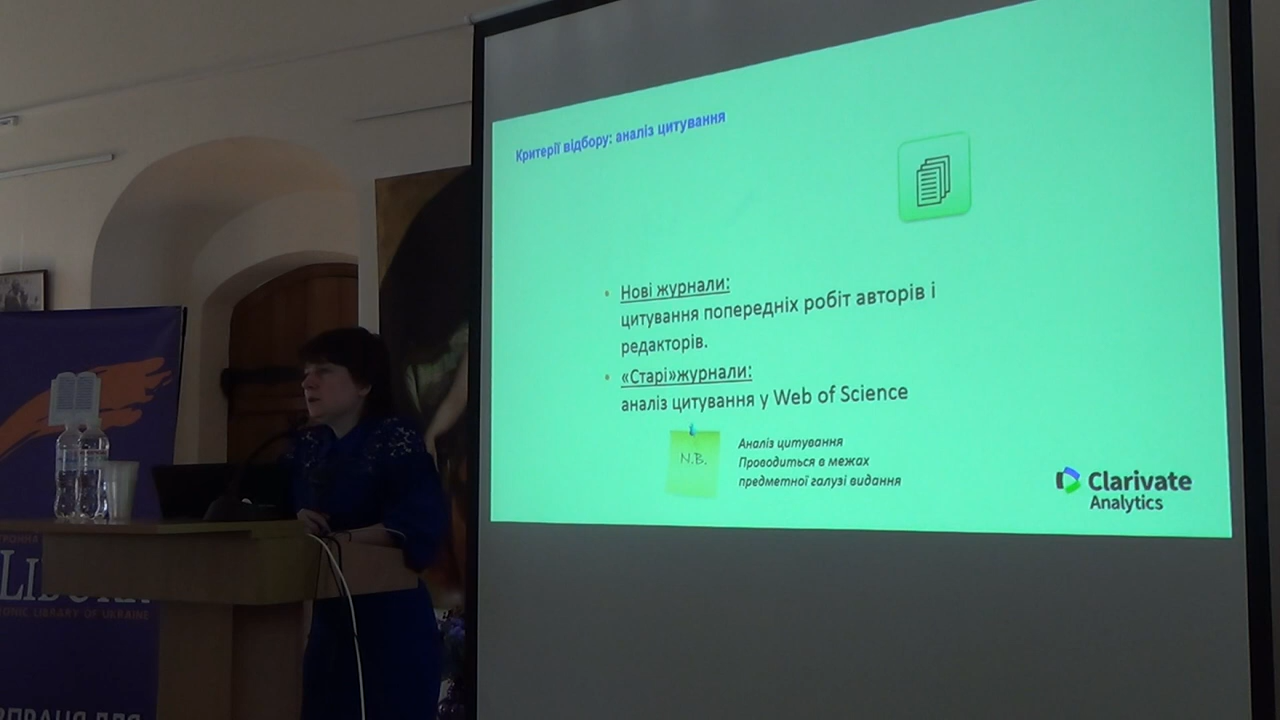 Критерії відбору: аналіз цитування
Нові журнали:
цитування попередніх робіт авторів і
редакторів.
«Старі»журнали:
аналіз цитування у Web of Science
N.B.
Аналіз цитування
Проводиться в межах
предметної галузі видання
Clarivate
Analytics
ONIC LIBRARY OF UKRAINE